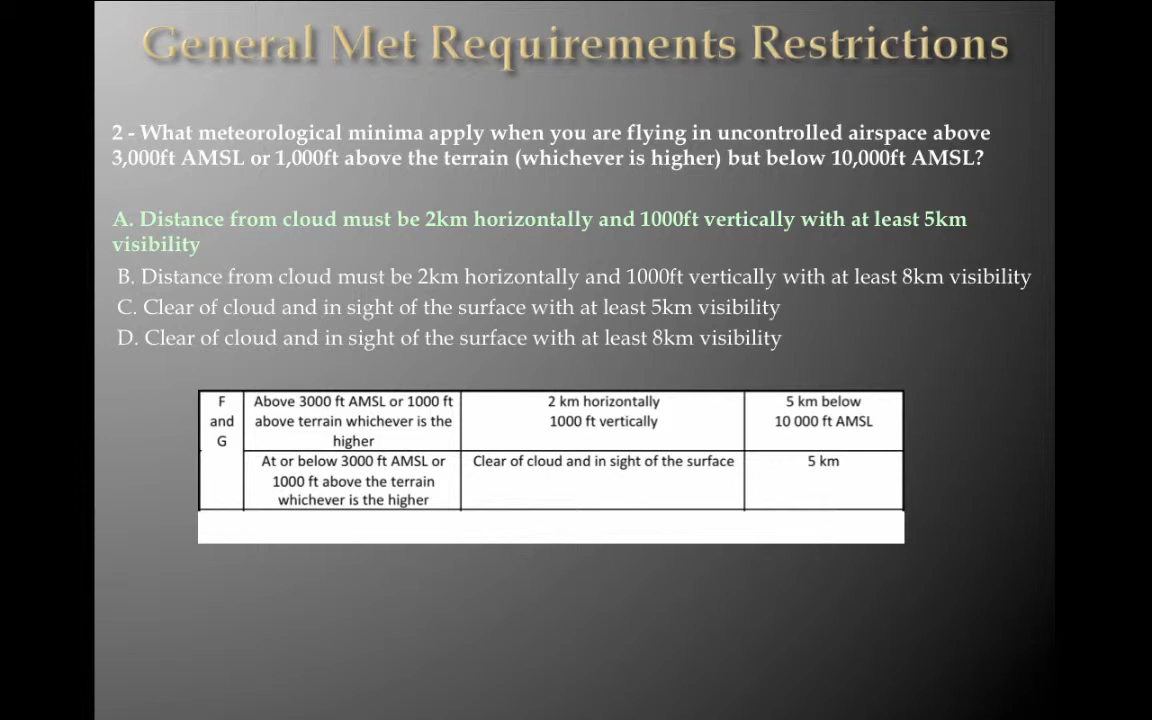 General Met Requirements Restrictions
2 - What meteorological minima apply when you are flying in uncontrolled airspace above
3,000ft AMSL or 1,000ft above the terrain (whichever is higher) but below 10,000ft AMSL?
A. Distance from cloud must be 2km horizontally and 1000ft vertically with at least 5km
visibility
B. Distance from cloud must be 2km horizontally and 1000ft vertically with at least 8km visibility
C. Clear of cloud and in sight of the surface with at least 5km visibility
D. Clear of cloud and in sight of the surface with at least 8km visibility
F
and
G
Above 3000 ft AMSL or 1000 ft
above terrain whichever is the
higher
2 km horizontally
1000 ft vertically
5 km below
10 000 ft AMSL
At or below 3000 ft AMSL or
1000 ft above the terrain
whichever is the higher
Clear of cloud and in sight of the surface
5 km